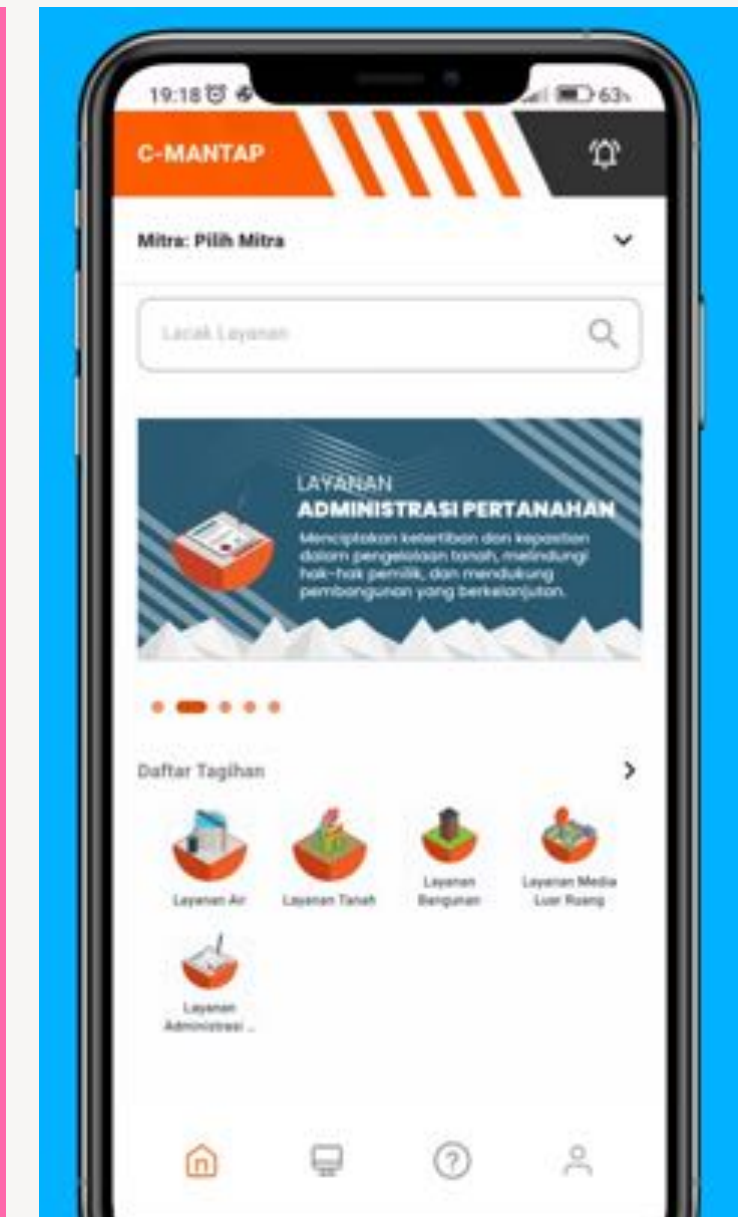 19:18
63%
C-MANTAP
Mitra: Pilih Mitra
Lacak Layanan
LAYANAN
ADMINISTRASI PERTANAHAN
Menciptakan ketertiban dan kepastian
dalam pengelolaan tanah, melindungi
hak-hak pemilik, dan mendukung
pembangunan yang berkelanjutan.
Daftar Tagihan
Layanan Air
Layanan Tanah
Layanan
Bangunan
Layanan Media
Luar Ruang
Layanan
Administrasi ...